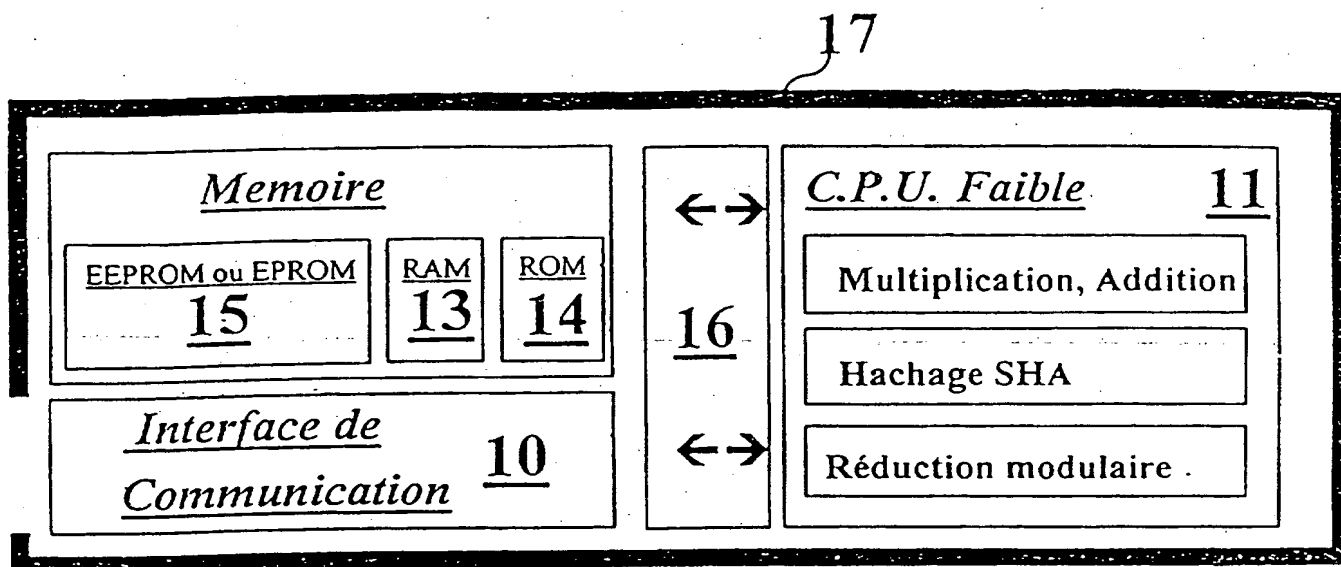 17
Memoire
EEPROM ou EPROM
15
RAM
13
ROM
14
Interface de
Communication
10
16
C.P.U. Faible
11
Multiplication, Addition
Hachage SHA
Réduction modulaire